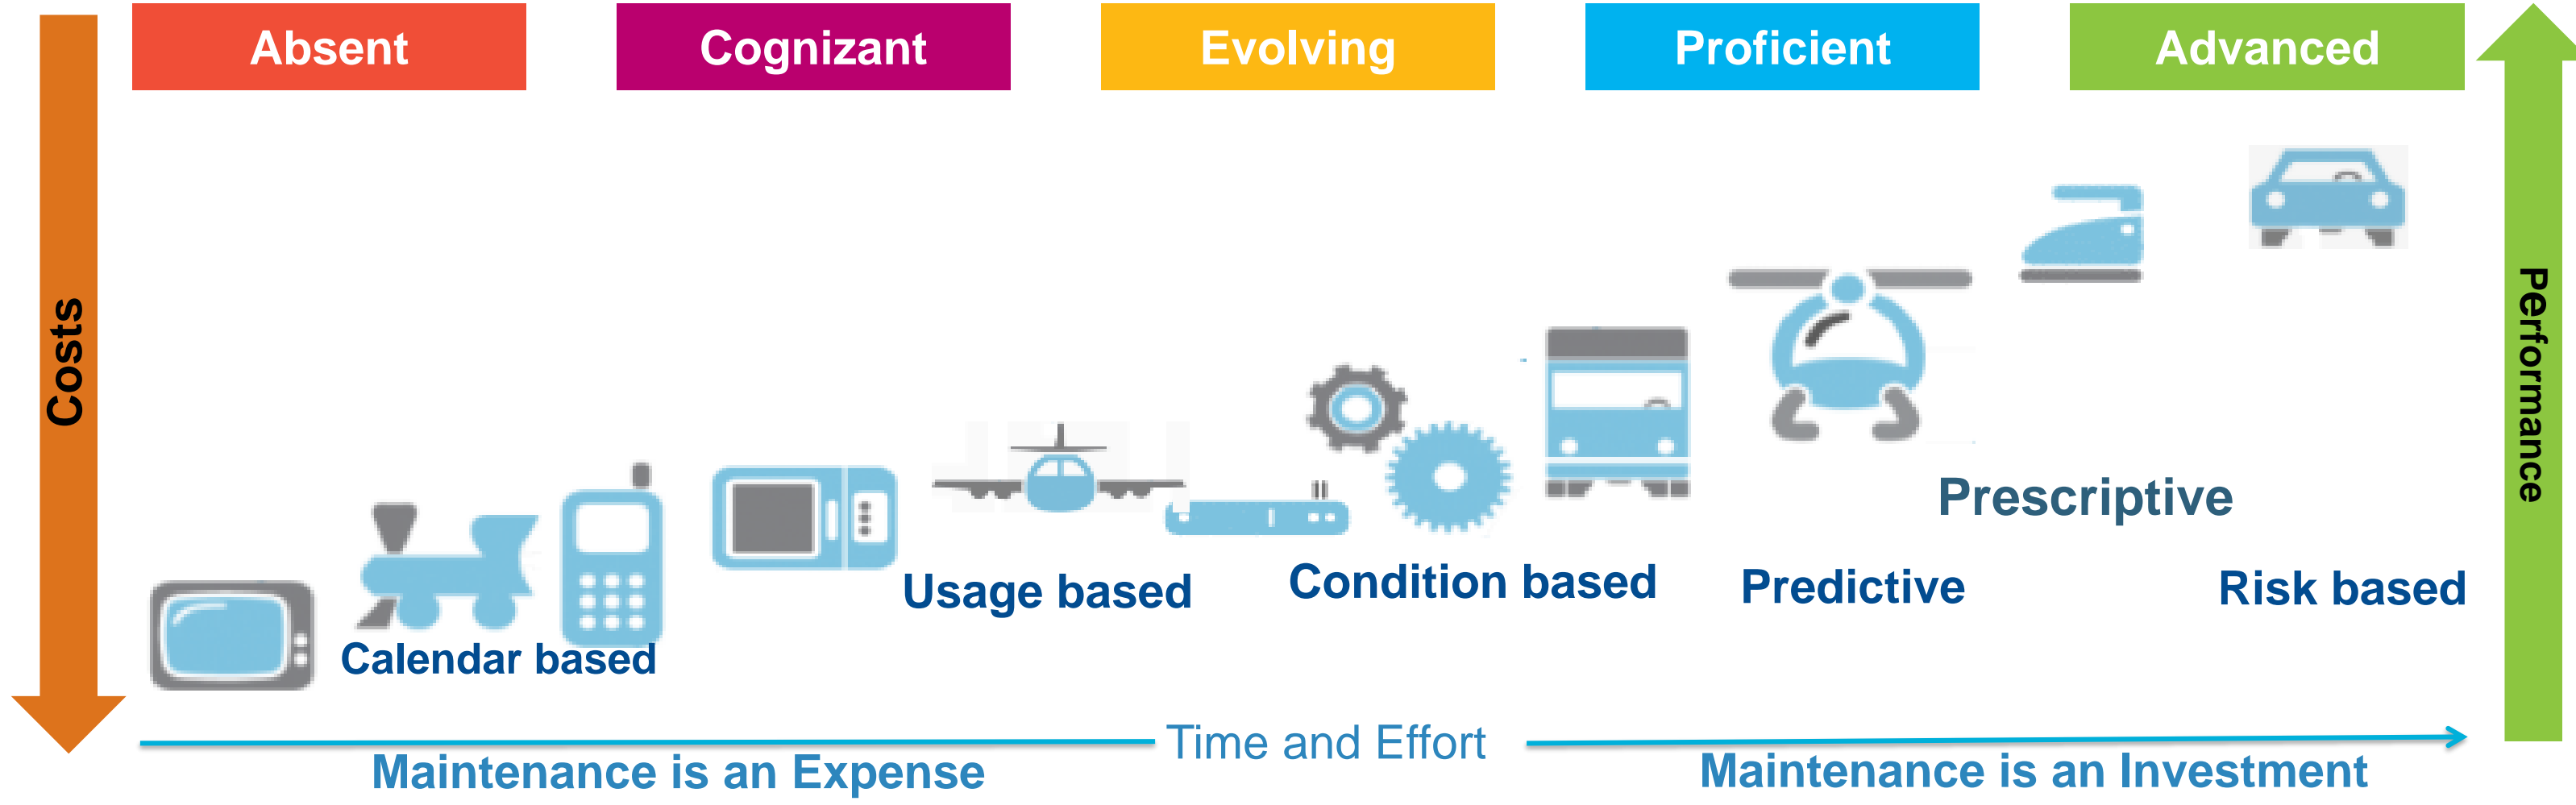 Absent
Cognizant
Evolving
Proficient
Advanced
Costs
Performance
Prescriptive
Usage based
Condition based
Predictive
Risk based
Calendar based
Time and Effort
Maintenance is an Expense
Maintenance is an Investment